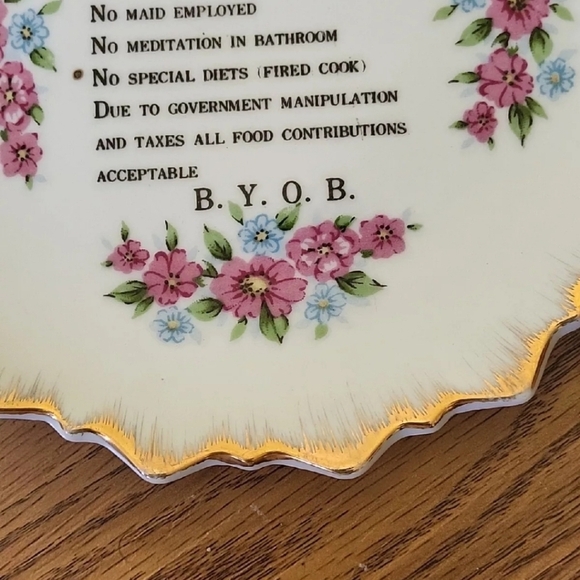 NO MAID EMPLOYED
NO MEDITATION IN BATHROOM
NO SPECIAL DIETS (FIRED COOK)
DUE TO GOVERNMENT MANIPULATION
AND TAXES ALL FOOD CONTRIBUTIONS
ACCEPTABLE
B. Y. O. B.